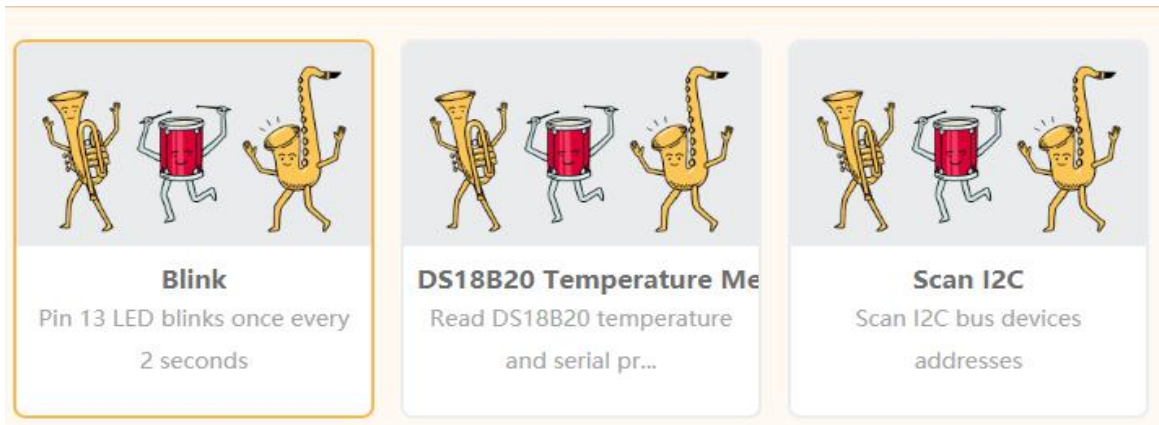 Blink
Pin 13 LED blinks once every
2 seconds
DS18B20 Temperature Me
Read DS18B20 temperature
and serial pr...
Scan I2C
Scan I2C bus devices
addresses